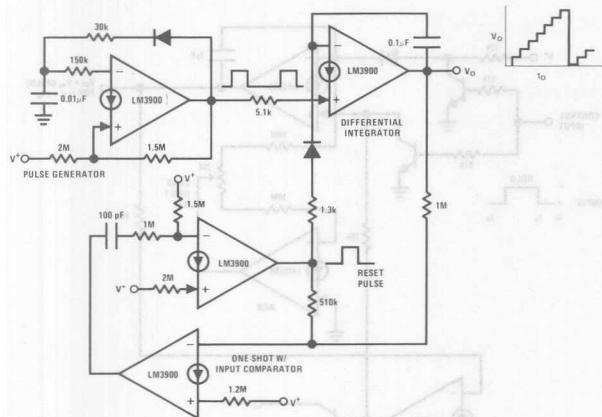 30k
150k
0.01μF
LM3900
2M
1.5M
V+
PULSE GENERATOR
5.1k
0.1μF
LM3900
VO
DIFFERENTIAL
INTEGRATOR
VO
tO
1.3k
1M
V+
1.5M
100 pF
1M
LM3900
2M
V+
RESET
PULSE
510k
LM3900
ONE-SHOT W/
INPUT COMPARATOR
1.2M
V+